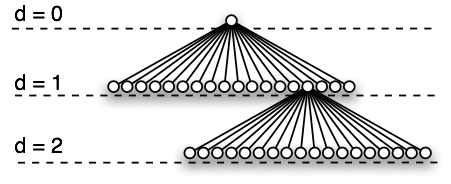 d = 0
d = 1
d = 2